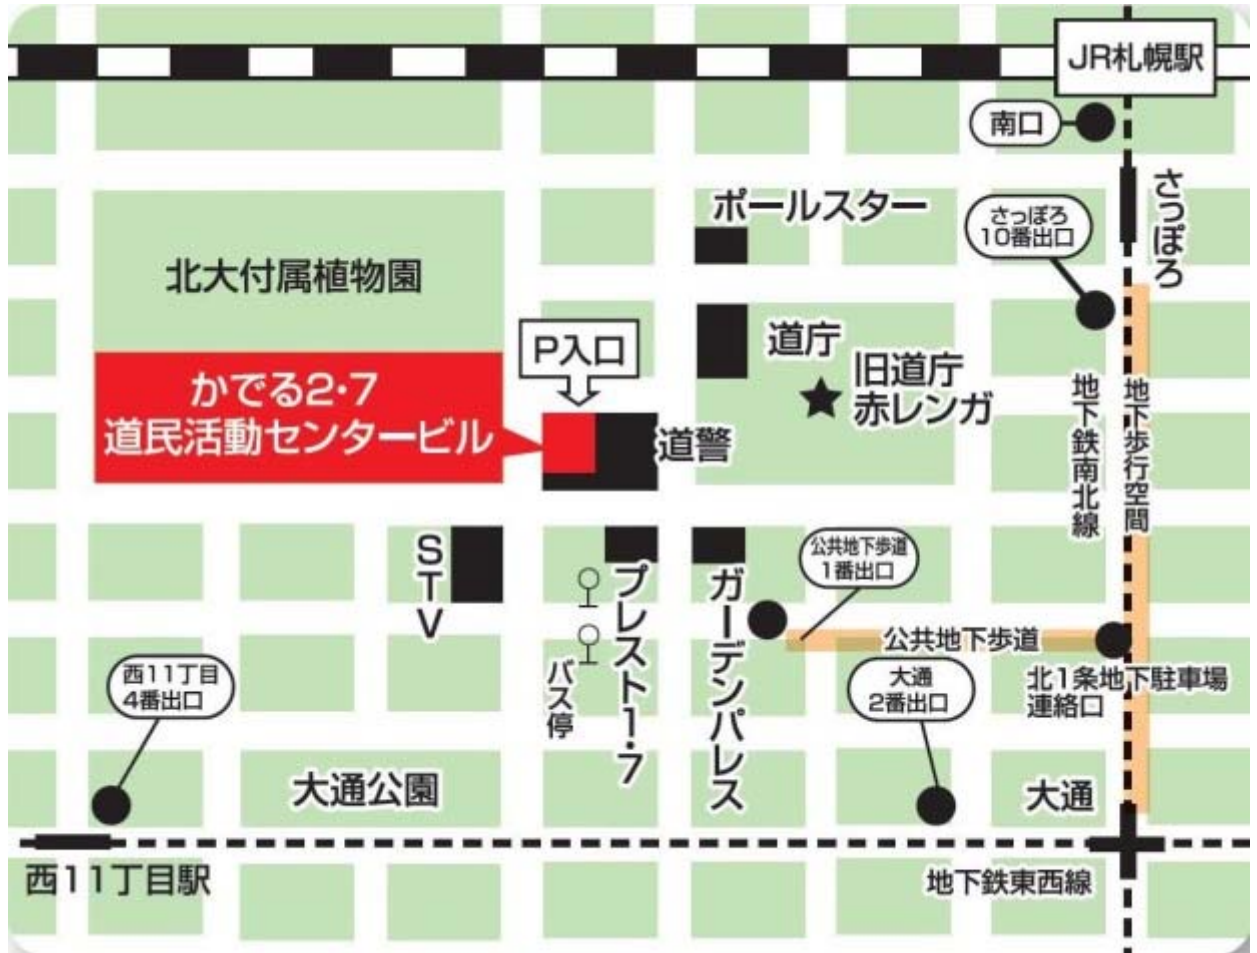 JR札幌駅
南口
さっぽろ
さっぽろ
10番出口
ポールスター
北大付属植物園
P入口
道庁
旧道庁
赤レンガ
かでる2・7
道民活動センタービル
道警
地下鉄南北線
地下歩行空間
STV
プレスト1・7
ガーデンパレス
公共地下歩道
1番出口
公共地下歩道
バス停
西11丁目
4番出口
大通
2番出口
北1条地下駐車場
連絡口
大通公園
大通
西11丁目駅
地下鉄東西線